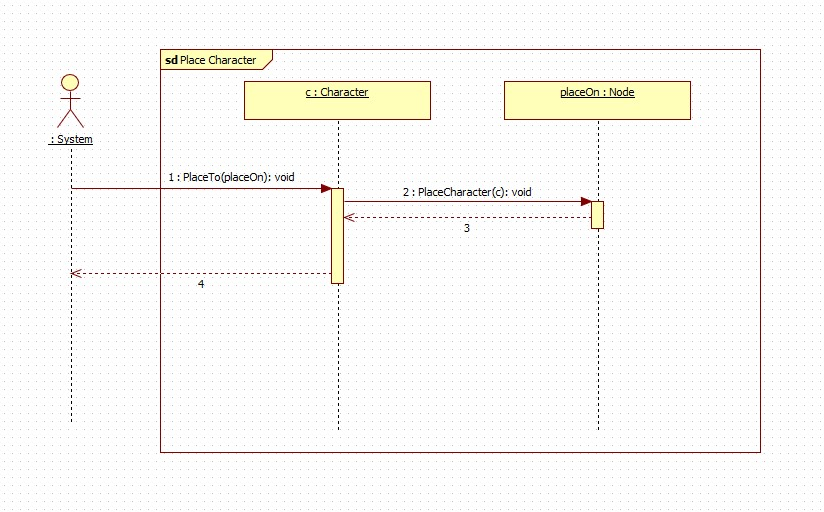 sd Place Character
c : Character
placeOn : Node
: System
1 : PlaceTo(placeOn): void
2 : PlaceCharacter(c): void
3
4